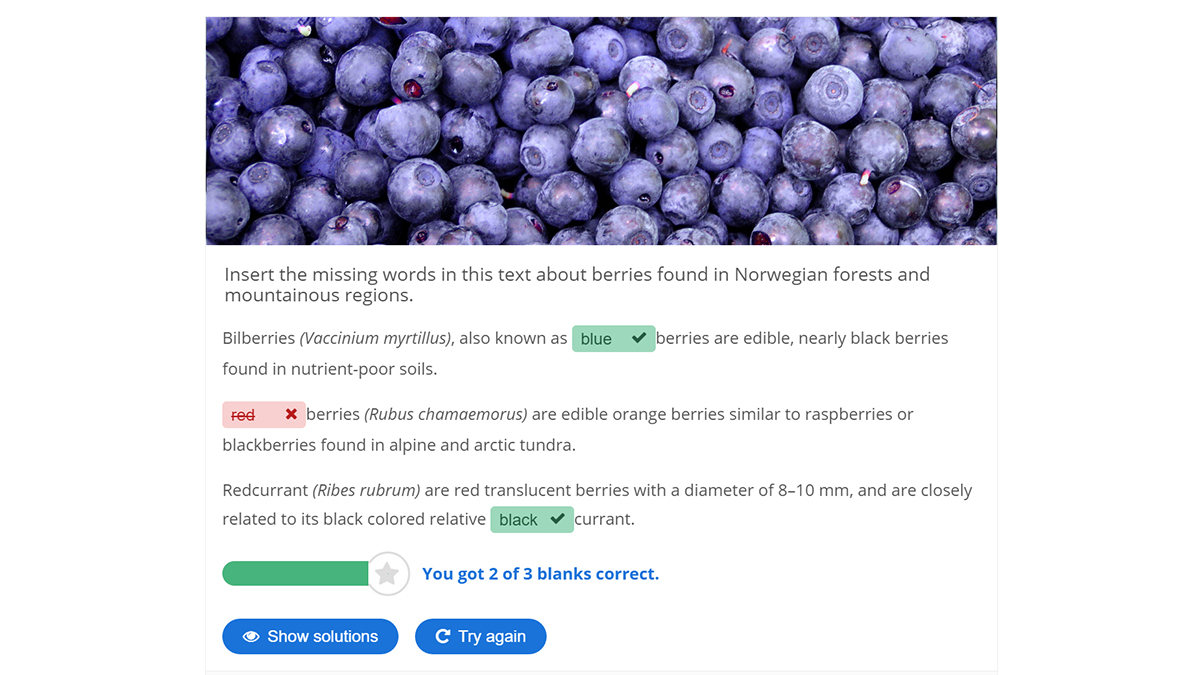 Insert the missing words in this text about berries found in Norwegian forests and
mountainous regions.
Bilberries (Vaccinium myrtillus), also known as blue berries are edible, nearly black berries
found in nutrient-poor soils.
red berries (Rubus chamaemorus) are edible orange berries similar to raspberries or
blackberries found in alpine and arctic tundra.
Redcurrant (Ribes rubrum) are red translucent berries with a diameter of 8–10 mm, and are closely
related to its black colored relative black currant.
You got 2 of 3 blanks correct.
Show solutions Try again